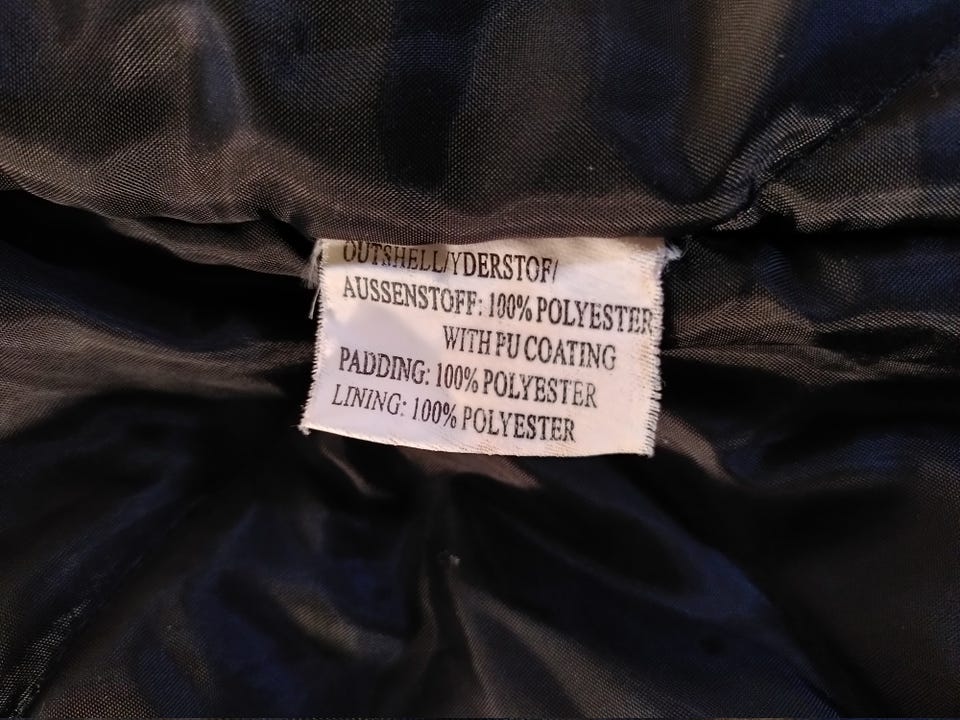 OUTSHELL/YDERSTOF/
AUSSENSTOFF: 100% POLYESTER
WITH PU COATING
PADDING: 100% POLYESTER
LINING: 100% POLYESTER